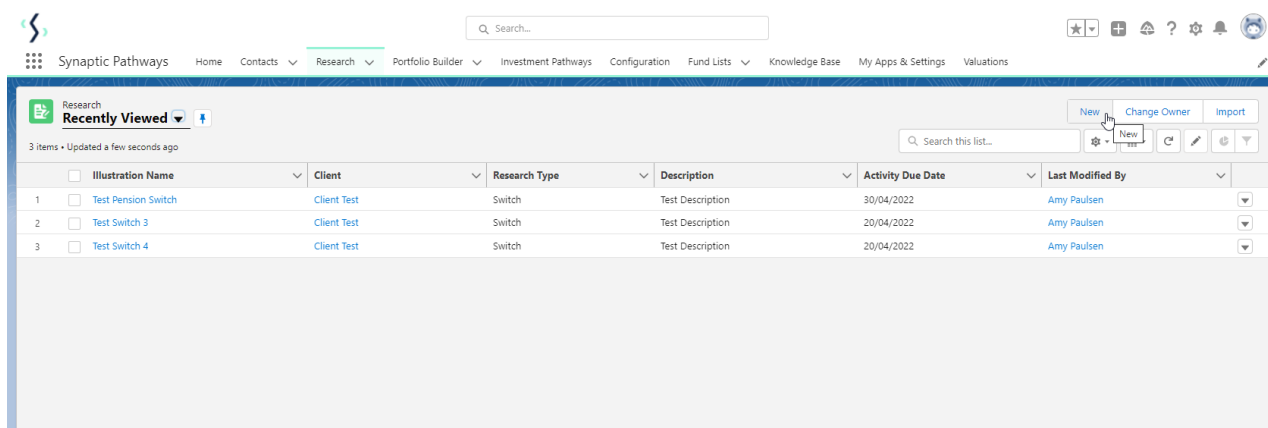 Search...
Synaptic Pathways Home Contacts Research Portfolio Builder Investment Pathways Configuration Fund Lists Knowledge Base My Apps & Settings Valuations
Research
Recently Viewed
New Change Owner Import
3 items • Updated a few seconds ago
Search this list...
New
Illustration Name Client Research Type Description Activity Due Date Last Modified By
1 Test Pension Switch Client Test Switch Test Description 30/04/2022 Amy Paulsen
2 Test Switch 3 Client Test Switch Test Description 20/04/2022 Amy Paulsen
3 Test Switch 4 Client Test Switch Test Description 20/04/2022 Amy Paulsen